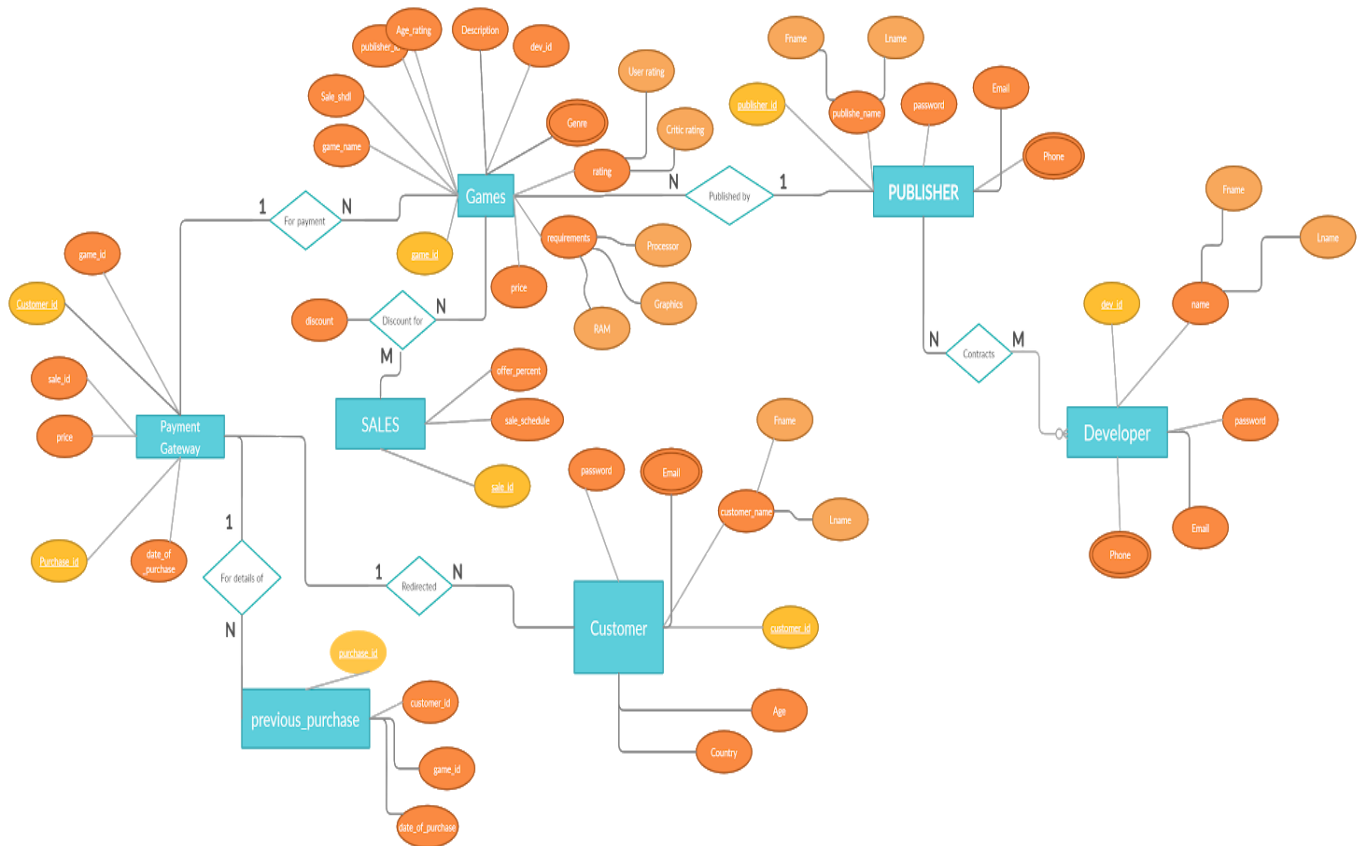 Age_rating
publisher_id
Description
dev_id
Sale_shdl
game_name
Genre
User rating
Critic rating
rating
Games
game_id
requirements
Processor
Graphics
RAM
price
N
Published by
1
Fname
Lname
publisher_id
publishe_name
password
Email
Phone
PUBLISHER
1
For payment
N
game_id
Customer_id
sale_id
price
Payment
Gateway
Purchase_id
date_of
_purchase
discount
Discount for
N
M
SALES
offer_percent
sale_schedule
sale_id
N
Contracts
M
Fname
Lname
dev_id
name
Developer
password
Email
Phone
password
Email
Fname
customer_name
Lname
Customer
customer_id
Age
Country
1
For details of
N
1
Redirected
N
purchase_id
previous_purchase
customer_id
game_id
date_of_purchase